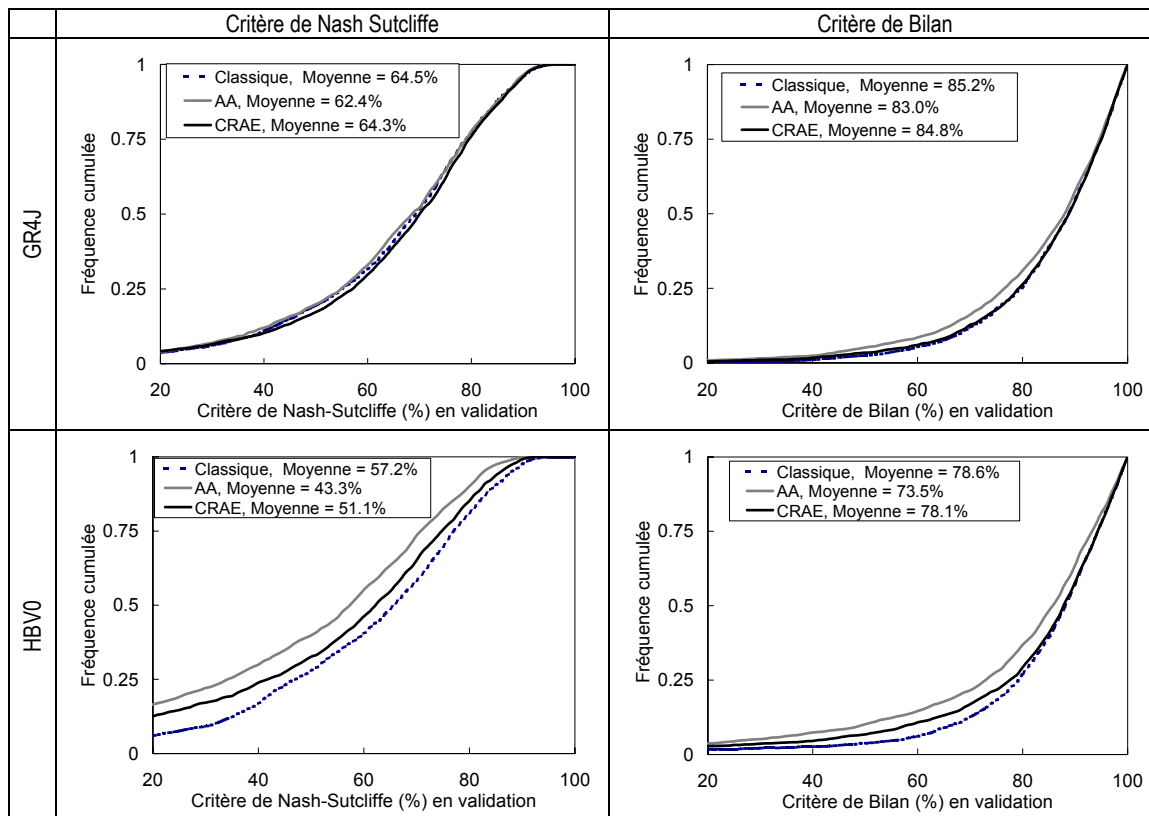 Critère de Nash Sutcliffe
Critère de Bilan
GR4J
Fréquence cumulée
1
0.75
0.5
0.25
0
Classique, Moyenne = 64.5%
AA, Moyenne = 62.4%
CRAE, Moyenne = 64.3%
20 40 60 80 100
Critère de Nash-Sutcliffe (%) en validation
Fréquence cumulée
1
0.75
0.5
0.25
0
Classique, Moyenne = 85.2%
AA, Moyenne = 83.0%
CRAE, Moyenne = 84.8%
20 40 60 80 100
Critère de Bilan (%) en validation
HBV0
Fréquence cumulée
1
0.75
0.5
0.25
0
Classique, Moyenne = 57.2%
AA, Moyenne = 43.3%
CRAE, Moyenne = 51.1%
20 40 60 80 100
Critère de Nash-Sutcliffe (%) en validation
Fréquence cumulée
1
0.75
0.5
0.25
0
Classique, Moyenne = 78.6%
AA, Moyenne = 73.5%
CRAE, Moyenne = 78.1%
20 40 60 80 100
Critère de Bilan (%) en validation